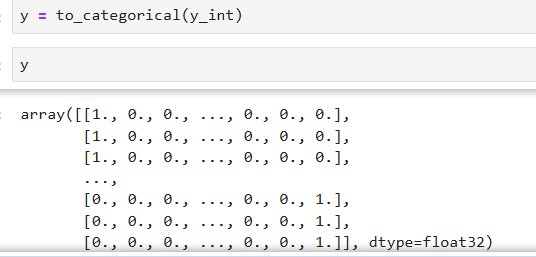 y = to_categorical(y_int)
y
array([[1., 0., 0., ..., 0., 0., 0.],
       [1., 0., 0., ..., 0., 0., 0.],
       [1., 0., 0., ..., 0., 0., 0.],
       ...,
       [0., 0., 0., ..., 0., 0., 1.],
       [0., 0., 0., ..., 0., 0., 1.],
       [0., 0., 0., ..., 0., 0., 1.]], dtype=float32)